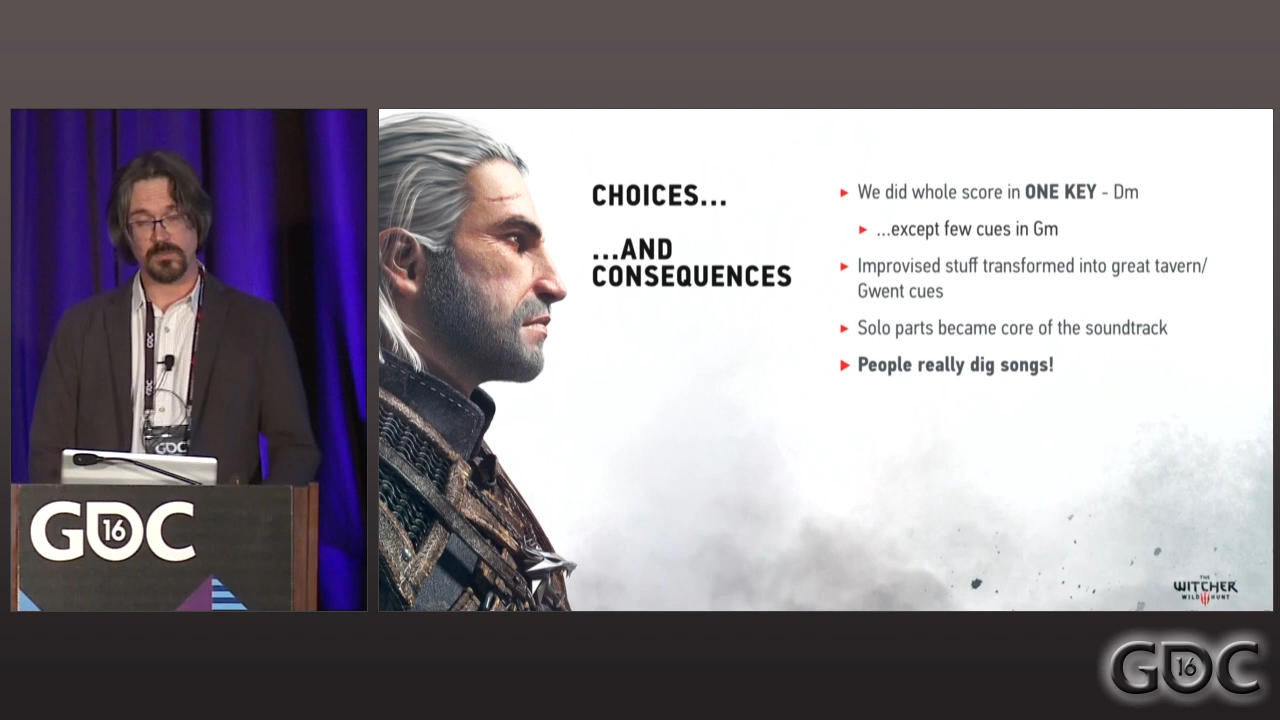 CHOICES...
...AND
CONSEQUENCES
We did whole score in ONE KEY - Dm
...except few cues in Gm
Improvised stuff transformed into great tavern/
Gwent cues
Solo parts became core of the soundtrack
People really dig songs!
THE
WITCHER
WILD HUNT
GDC
GDC
GDC
GDC 16
GDC 16